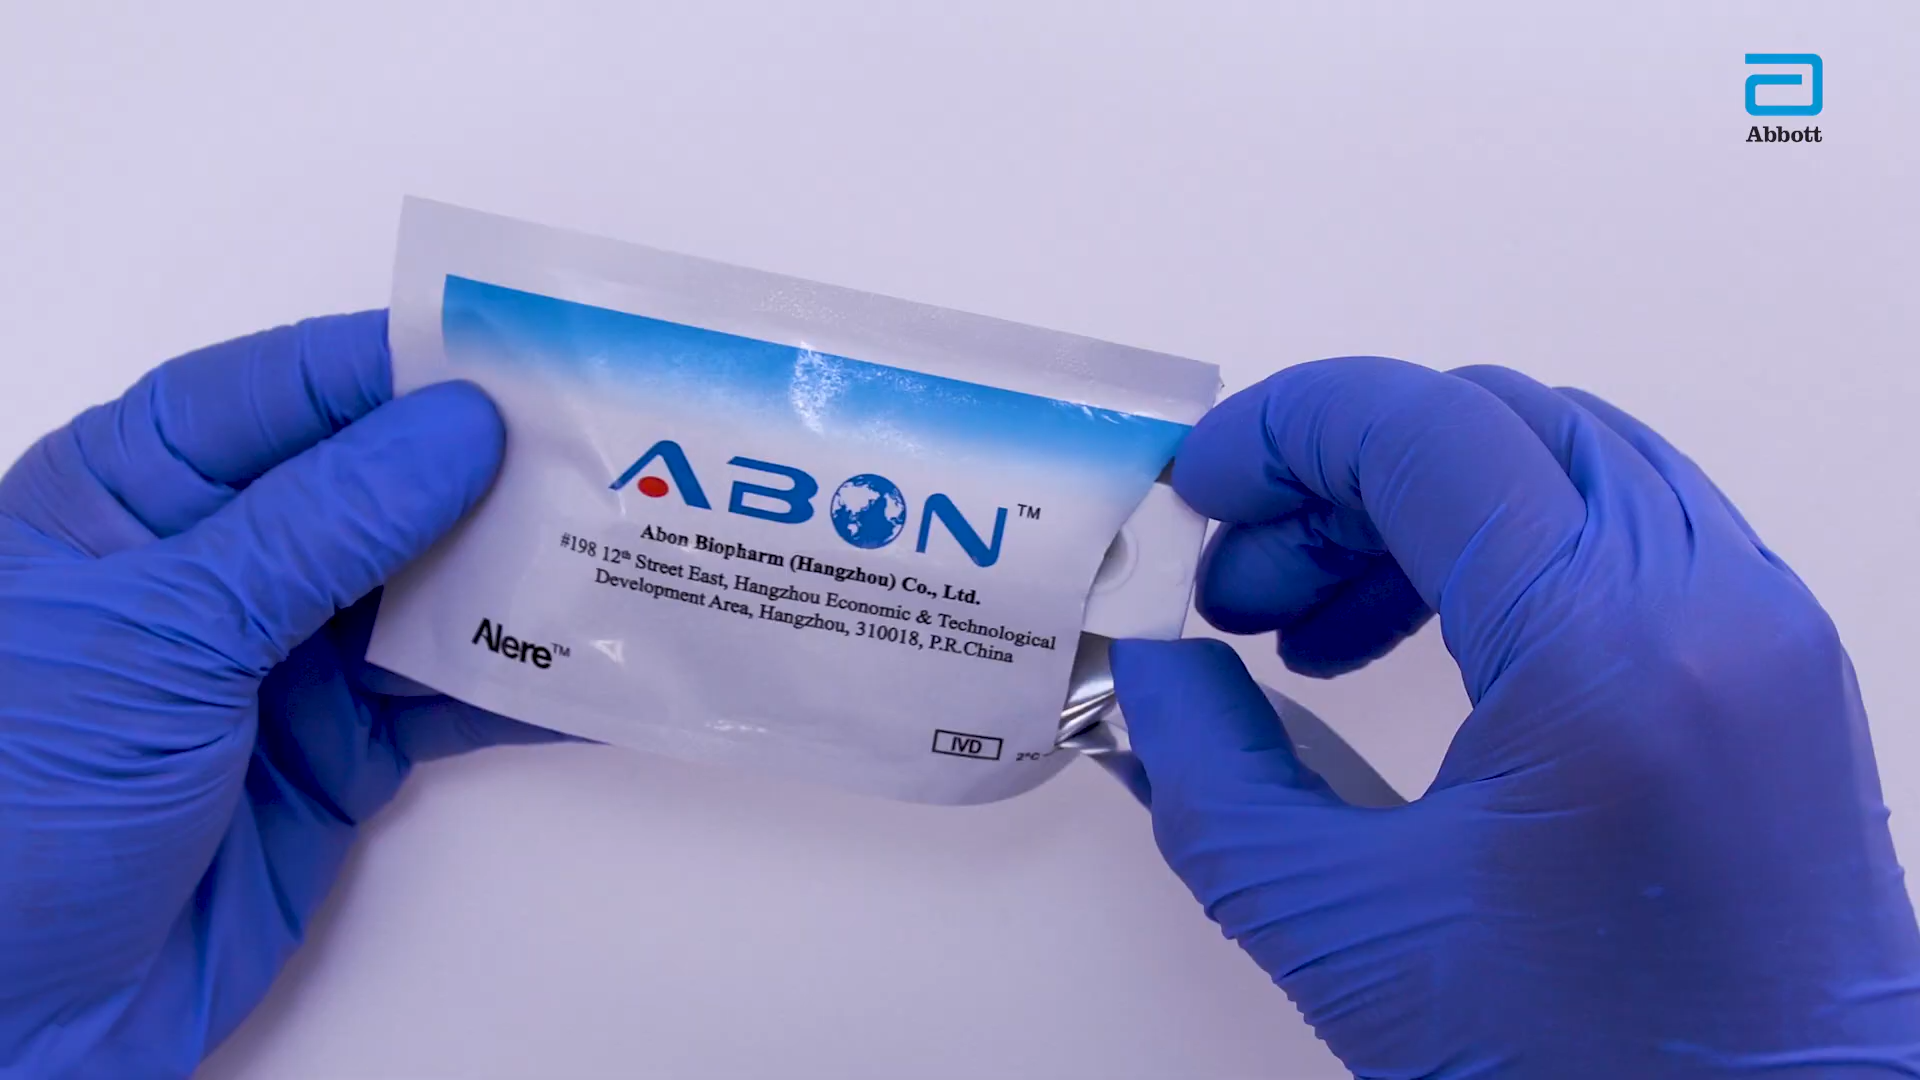 Abbott
ABON™
Abon Biopharm (Hangzhou) Co., Ltd.
#198 12th Street East, Hangzhou Economic & Technological
Development Area, Hangzhou, 310018, P.R.China
Alere™
IVD
2°C